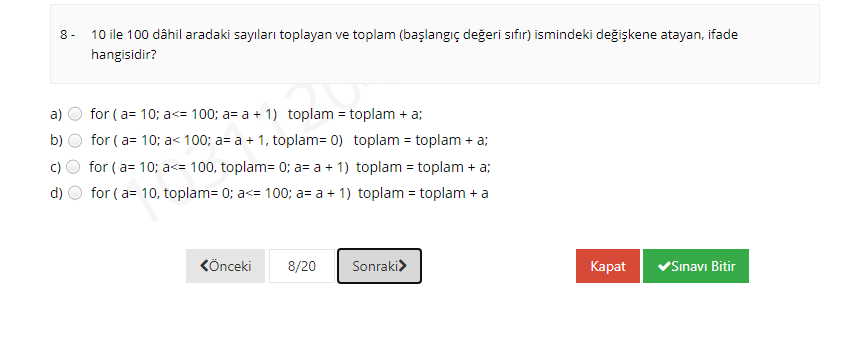 8 - 10 ile 100 dâhil aradaki sayıları toplayan ve toplam (başlangıç değeri sıfır) ismindeki değişkene atayan, ifade
hangisidir?
a) for ( a= 10; a<= 100; a= a + 1) toplam = toplam + a;
b) for ( a= 10; a< 100; a= a + 1, toplam= 0) toplam = toplam + a;
c) for ( a= 10; a<= 100, toplam= 0; a= a + 1) toplam = toplam + a;
d) for ( a= 10, toplam= 0; a<= 100; a= a + 1) toplam = toplam + a
Önceki 8/20 Sonraki Kapat Sınavı Bitir